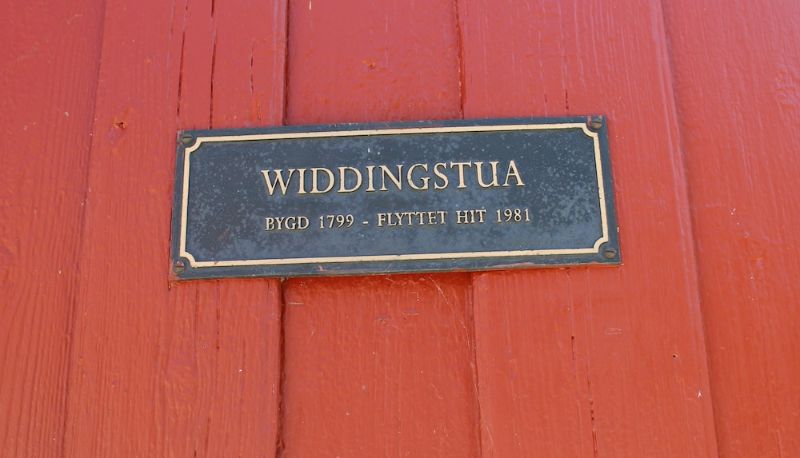 WIDDINGSTUA
BYGD 1799 - FLYTTET HIT 1981